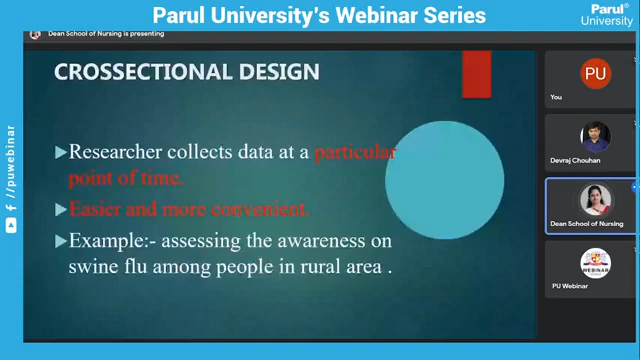 Parul University's Webinar Series
Parul®
University
Dean School of Nursing is presenting
CROSSECTIONAL DESIGN
Researcher collects data at a particular
point of time.
Easier and more convenient.
Example:- assessing the awareness on
swine flu among people in rural area .
PU
You
Devraj Chouhan
Dean School of Nursing
WEBINAR
PU Webinar
//puwebinar